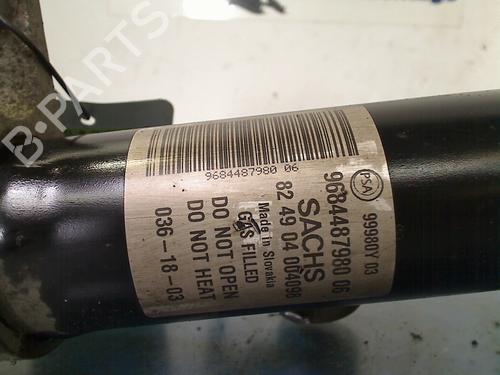 B-PARTS
9684487980 06
PSA 99980Y 03
9684487980 06
SACHS
82 49 04 004098
Made in Slovakia
GAS FILLED
DO NOT OPEN
DO NOT HEAT
036-18-03